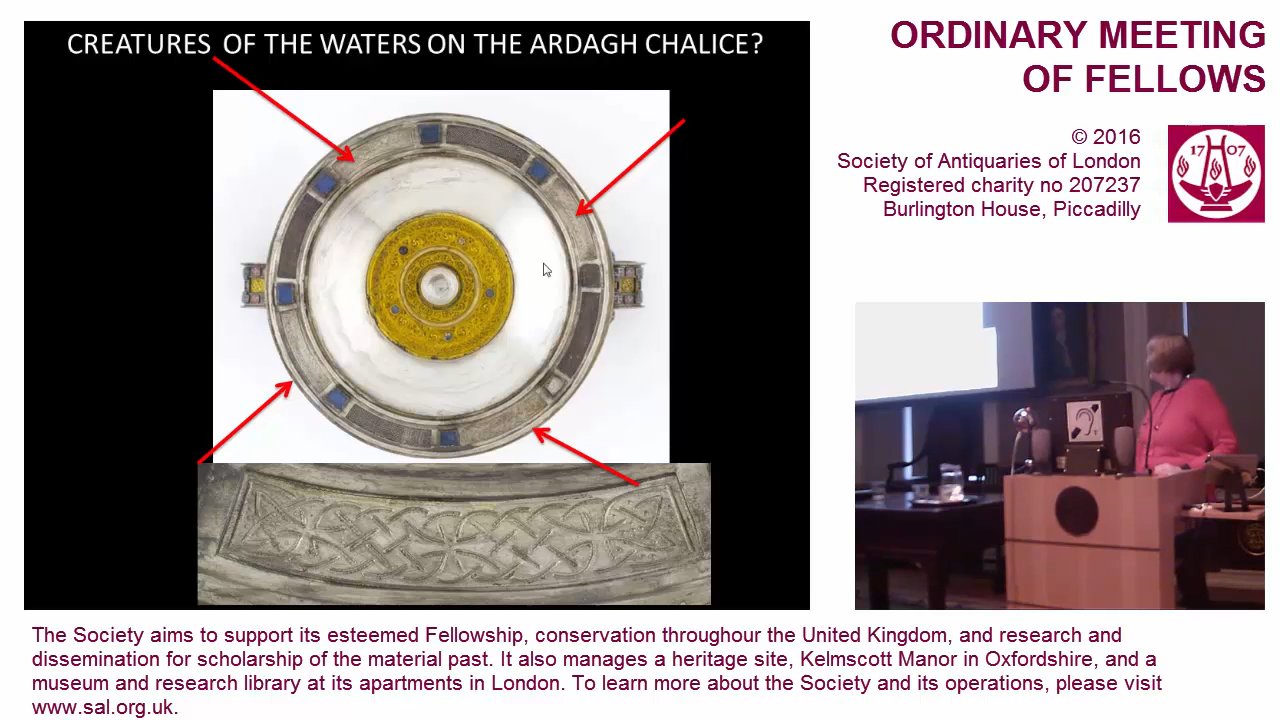 CREATURES OF THE WATERS ON THE ARDAGH CHALICE?
ORDINARY MEETING
OF FELLOWS
© 2016
Society of Antiquaries of London
Registered charity no 207237
Burlington House, Piccadilly
17 07
The Society aims to support its esteemed Fellowship, conservation throughour the United Kingdom, and research and
dissemination for scholarship of the material past. It also manages a heritage site, Kelmscott Manor in Oxfordshire, and a
museum and research library at its apartments in London. To learn more about the Society and its operations, please visit
www.sal.org.uk.